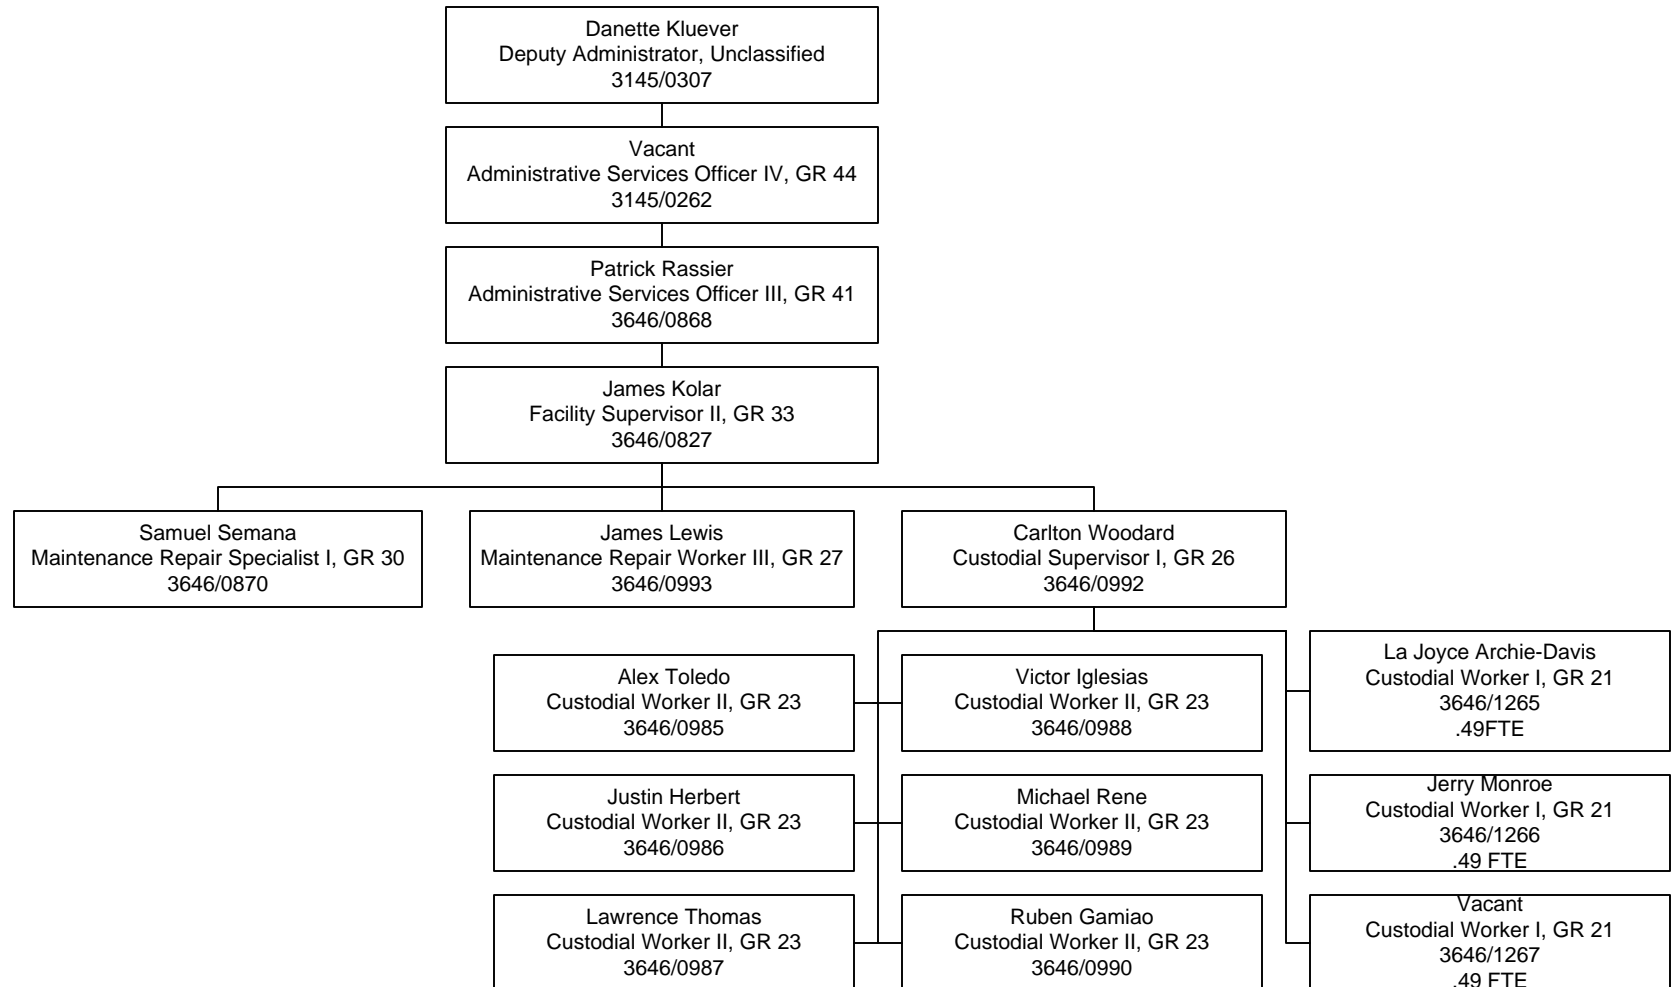 Danette Kluever
Deputy Administrator, Unclassified
3145/0307
Vacant
Administrative Services Officer IV, GR 44
3145/0262
Patrick Rassier
Administrative Services Officer III, GR 41
3646/0868
James Kolar
Facility Supervisor II, GR 33
3646/0827
Samuel Semana
Maintenance Repair Specialist I, GR 30
3646/0870
James Lewis
Maintenance Repair Worker III, GR 27
3646/0993
Carlton Woodard
Custodial Supervisor I, GR 26
3646/0992
Alex Toledo
Custodial Worker II, GR 23
3646/0985
Victor Iglesias
Custodial Worker II, GR 23
3646/0988
La Joyce Archie-Davis
Custodial Worker I, GR 21
3646/1265
.49FTE
Justin Herbert
Custodial Worker II, GR 23
3646/0986
Michael Rene
Custodial Worker II, GR 23
3646/0989
Jerry Monroe
Custodial Worker I, GR 21
3646/1266
.49 FTE
Lawrence Thomas
Custodial Worker II, GR 23
3646/0987
Ruben Gamiao
Custodial Worker II, GR 23
3646/0990
Vacant
Custodial Worker I, GR 21
3646/1267
.49 FTE